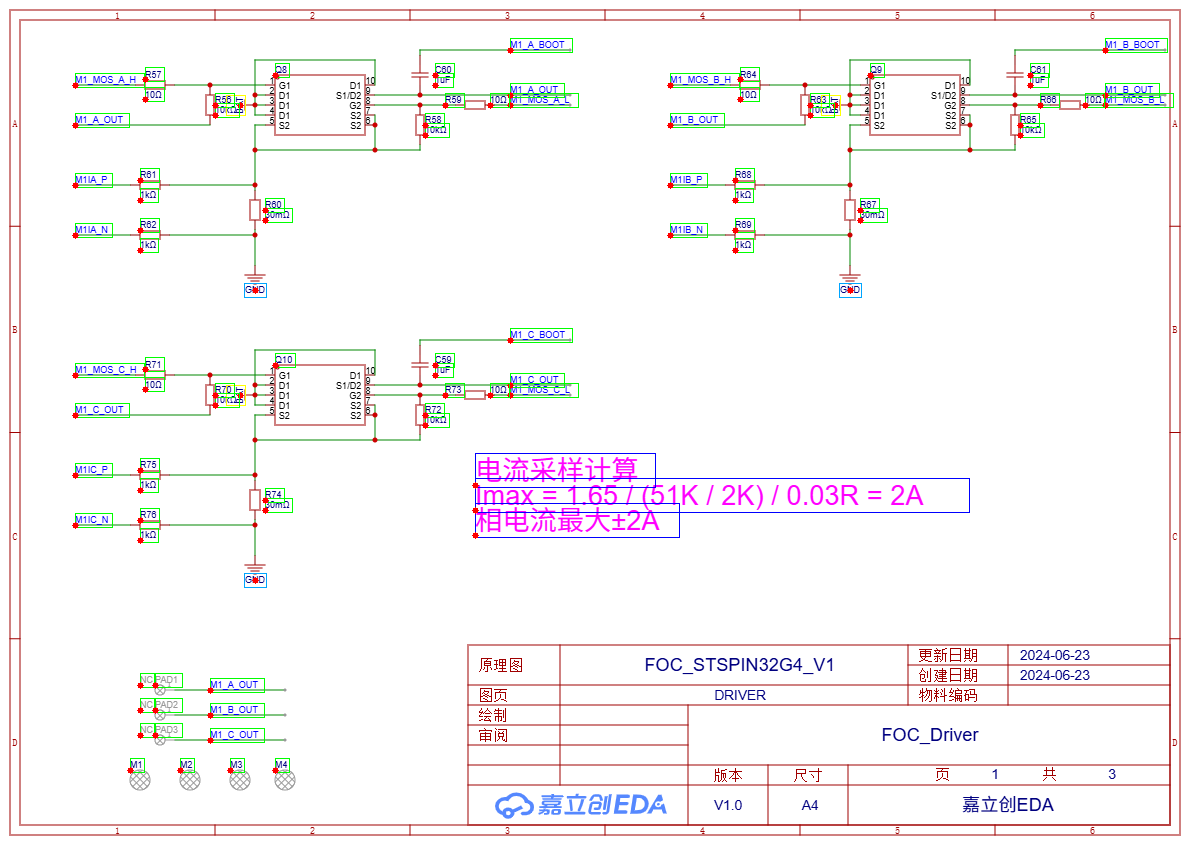 1 2 3 4 5 6
A
B
C
D
M1_A_BOOT
Q8
C60
1uF
R57
10Ω
M1_MOS_A_H
M1_A_OUT
10kΩ
G1
D1
D1
D1
S2
D1
S1/D2
G2
S2
S2
1
2
3
4
5
10
9
8
7
6
M1_A_OUT
M1_MOS_A_L
R59
10Ω
R58
10kΩ
M1IA_P
R61
1kΩ
R60
30mΩ
M1IA_N
R62
1kΩ
GND
M1_B_BOOT
Q9
C61
1uF
R64
10Ω
M1_MOS_B_H
M1_B_OUT
R63
10kΩ
G1
D1
D1
D1
S2
D1
S1/D2
G2
S2
S2
1
2
3
4
5
10
9
8
7
6
M1_B_OUT
M1_MOS_B_L
R66
10Ω
R65
10kΩ
M1IB_P
R68
1kΩ
R67
30mΩ
M1IB_N
R69
1kΩ
GND
M1_C_BOOT
Q10
C59
1uF
R71
10Ω
M1_MOS_C_H
M1_C_OUT
R70
10kΩ
G1
D1
D1
D1
S2
D1
S1/D2
G2
S2
S2
1
2
3
4
5
10
9
8
7
6
M1_C_OUT
M1_MOS_C_L
R73
10Ω
R72
10kΩ
M1IC_P
R75
1kΩ
R74
30mΩ
M1IC_N
R76
1kΩ
GND
电流采样计算
Imax = 1.65 / (51K / 2K) / 0.03R = 2A
相电流最大±2A
NC PAD1
M1_A_OUT
NC PAD2
M1_B_OUT
NC PAD3
M1_C_OUT
M1 M2 M3 M4
原理图 FOC_STSPIN32G4_V1 更新日期 2024-06-23
创建日期 2024-06-23
图页 DRIVER 物料编码
绘制
审阅
FOC_Driver
版本 尺寸 页 1 共 3
嘉立创EDA V1.0 A4 嘉立创EDA
A
B
C
D
1 2 3 4 5 6